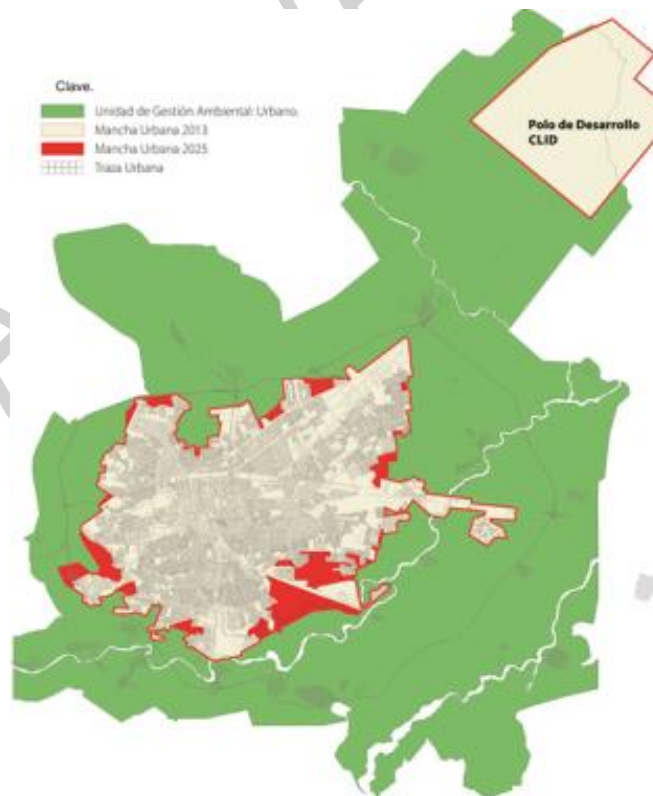 Clave.
Unidad de Gestión Ambiental: Urbano.
Mancha Urbana 2013
Mancha Urbana 2025
Traza Urbana
Polo de Desarrollo
CLID